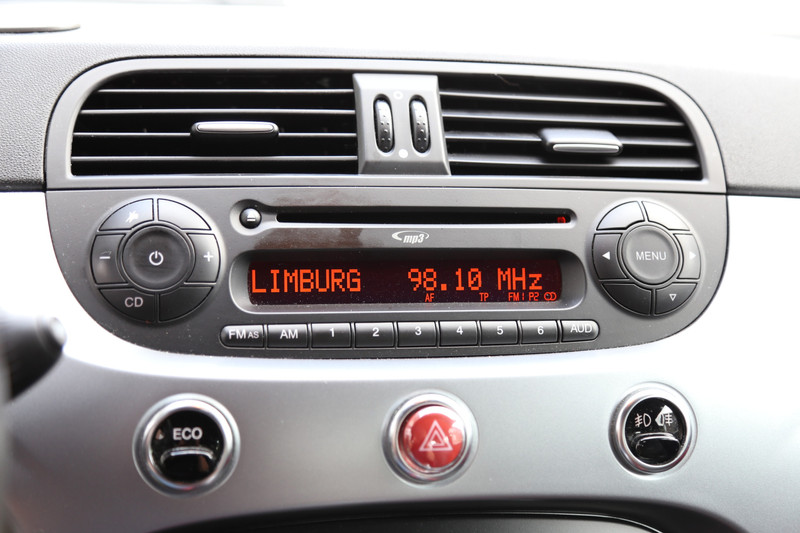 mp3
CD
MENU
LIMBURG 98.10 MHz
AF TP FM1 P2 CD
FM AS AM 1 2 3 4 5 6 AUD
ECO